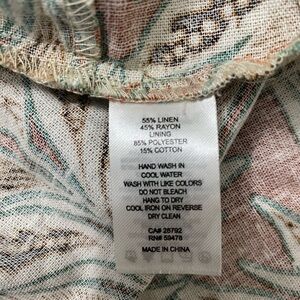 55% LINEN
45% RAYON
LINING
85% POLYESTER
15% COTTON
HAND WASH IN
COOL WATER
WASH WITH LIKE COLORS
DO NOT BLEACH
HANG TO DRY
COOL IRON ON REVERSE
DRY CLEAN
CA# 28792
RN# 59478
MADE IN CHINA